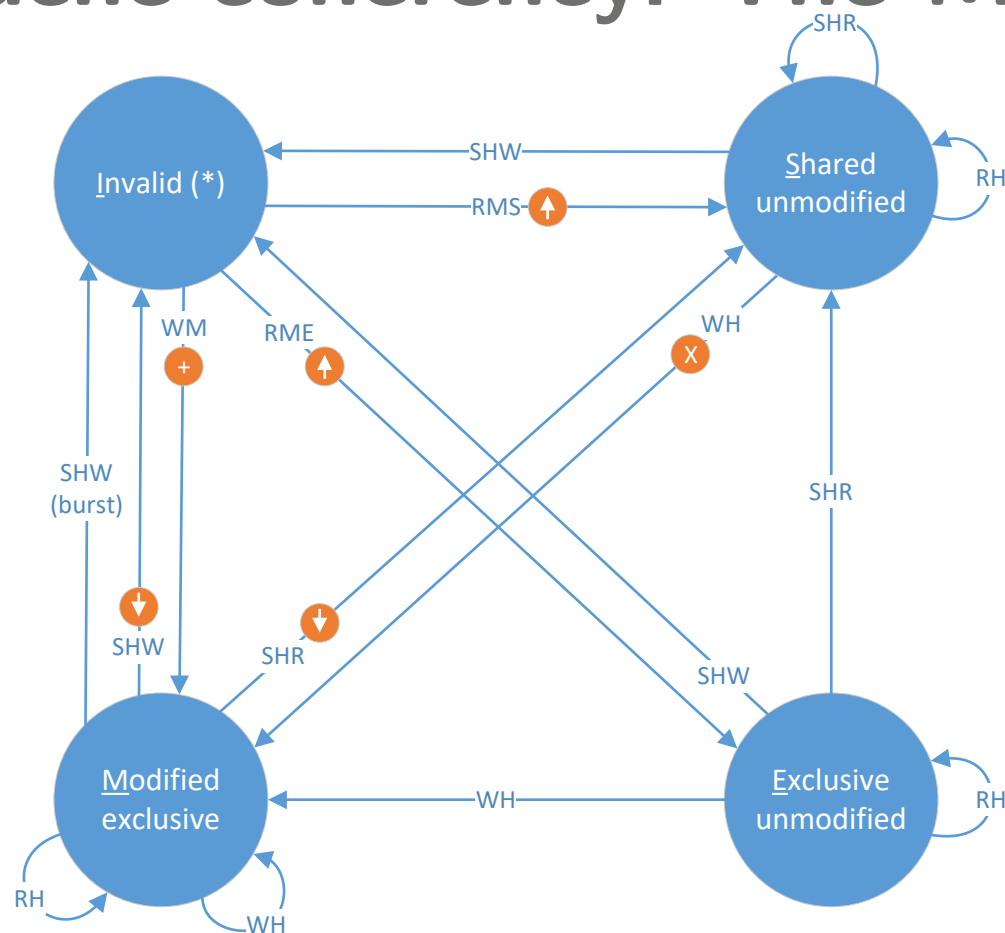 SHR
Invalid (*)
SHW
Shared
unmodified
RH
RMS
WM
RME
WH
+
X
SHW
(burst)
SHR
SHW
SHR
SHW
Modified
exclusive
WH
Exclusive
unmodified
RH
RH
WH